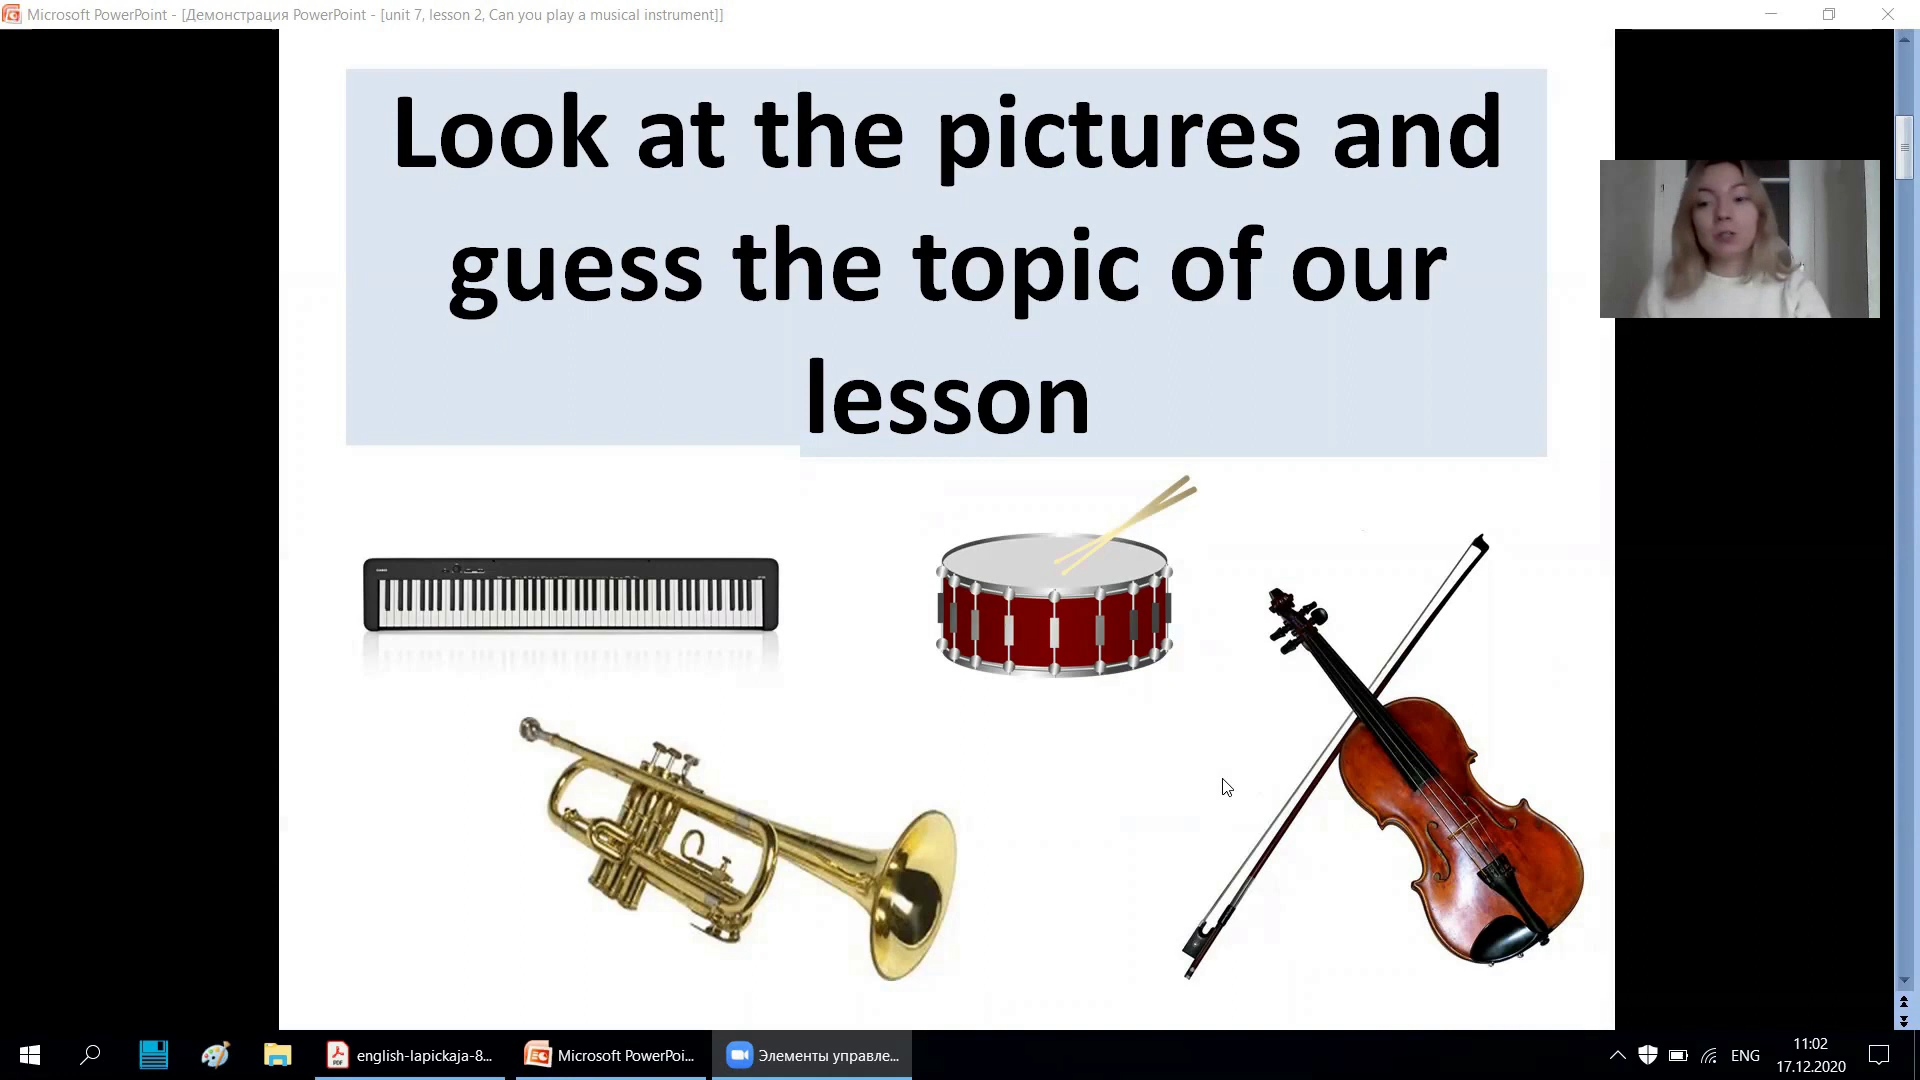 Microsoft PowerPoint - [Демонстрация PowerPoint - [unit 7, lesson 2, Can you play a musical instrument]]
Look at the pictures and
guess the topic of our
lesson
english-lapickaja-8...
Microsoft PowerPoi...
Элементы управле...
ENG
11:02
17.12.2020